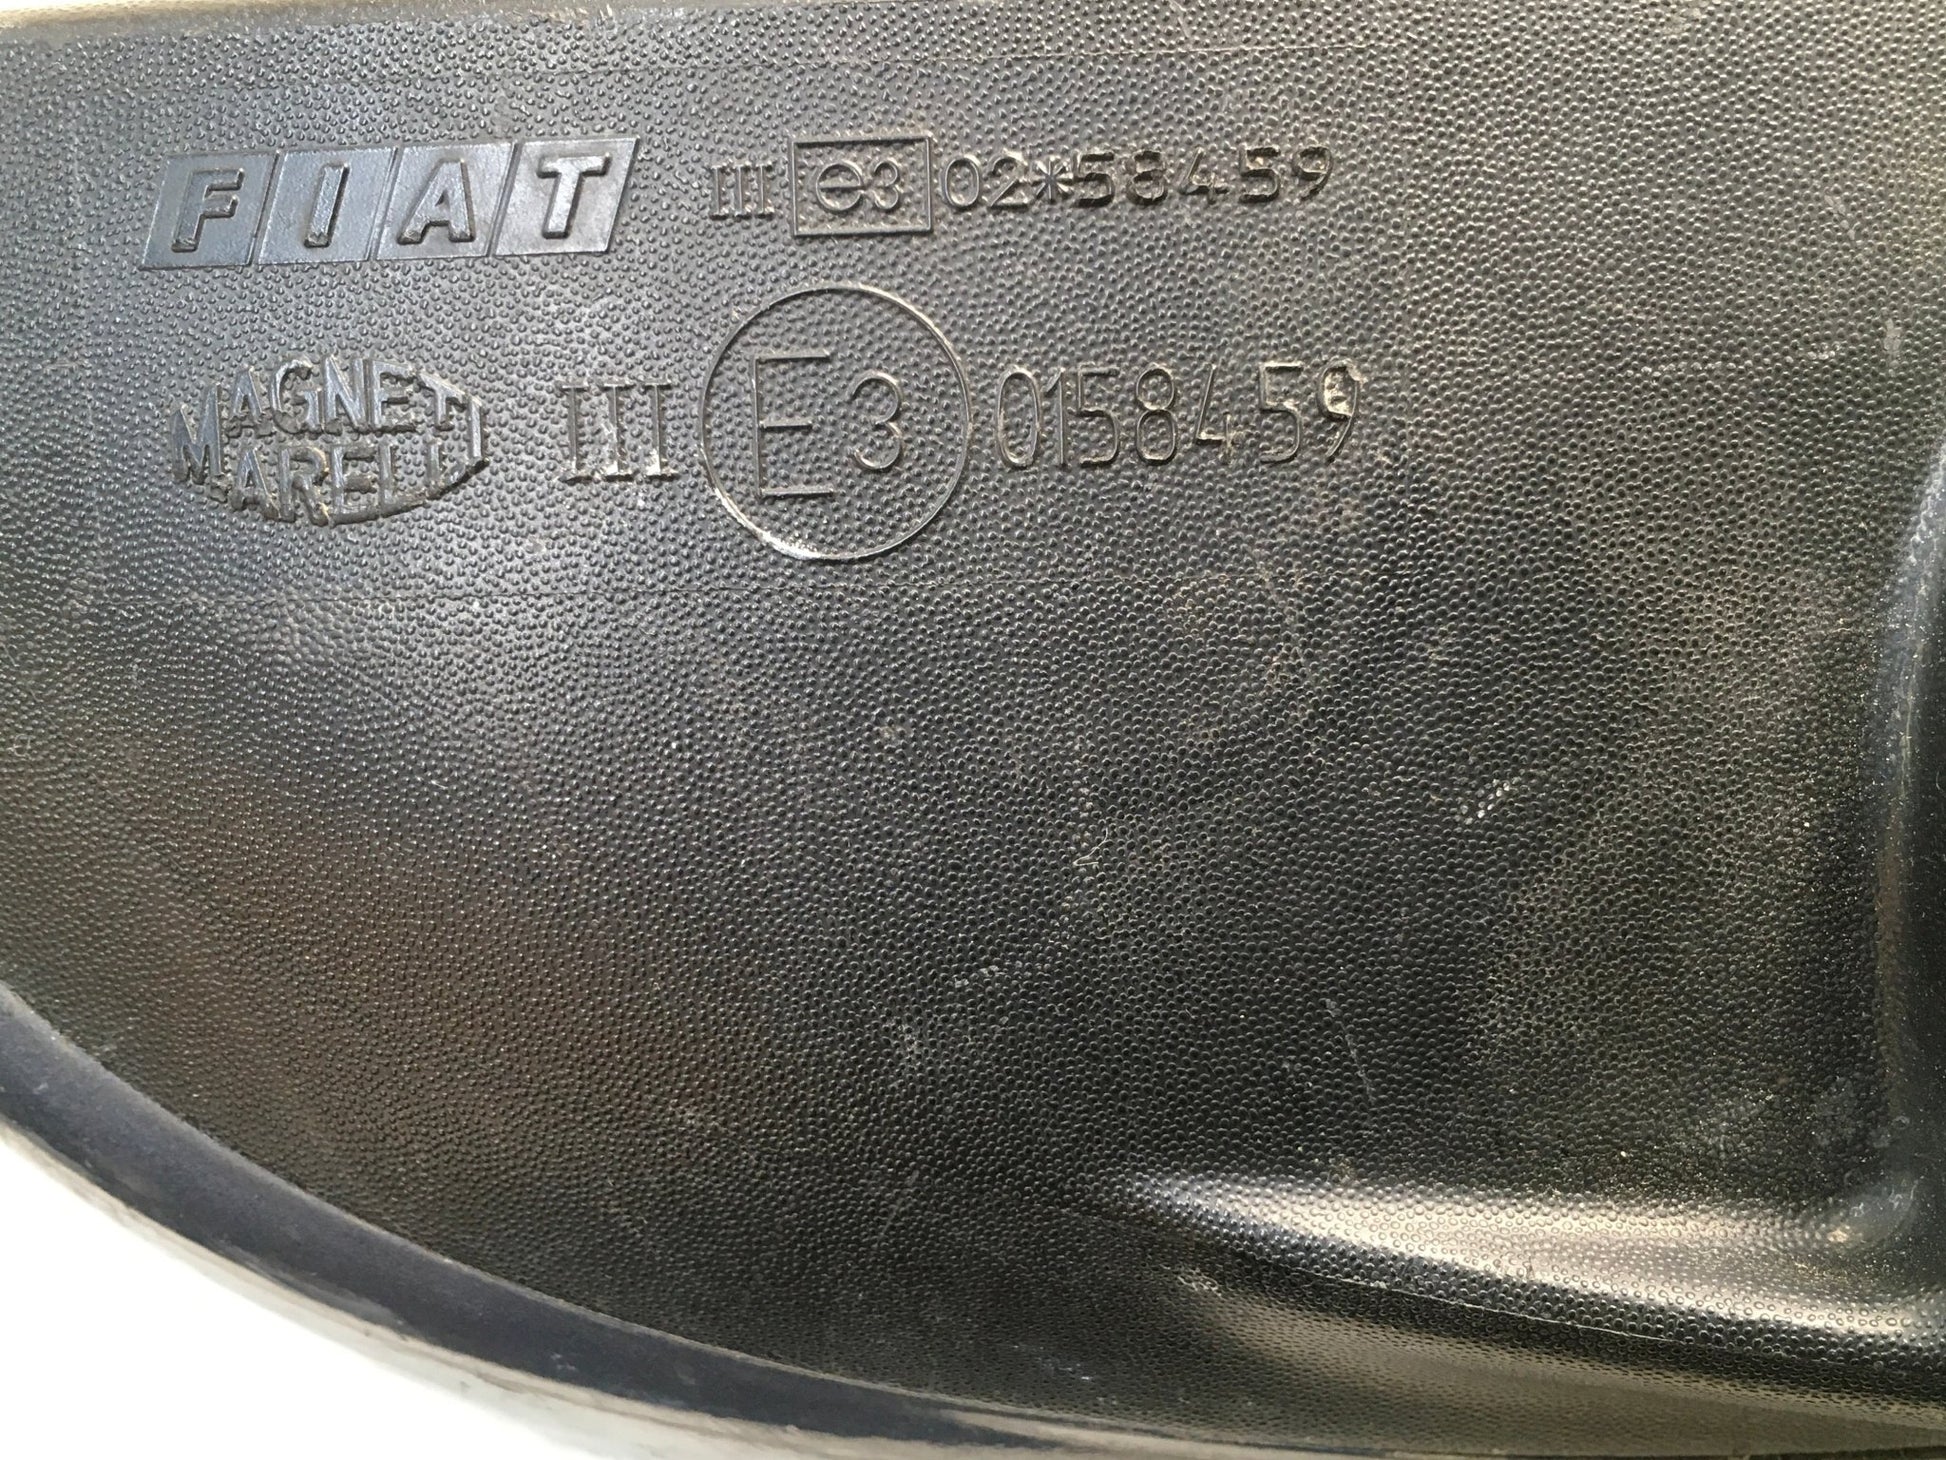 FIAT III e3 02*58459
MAGNETI
MARELLI
III E3 0158459